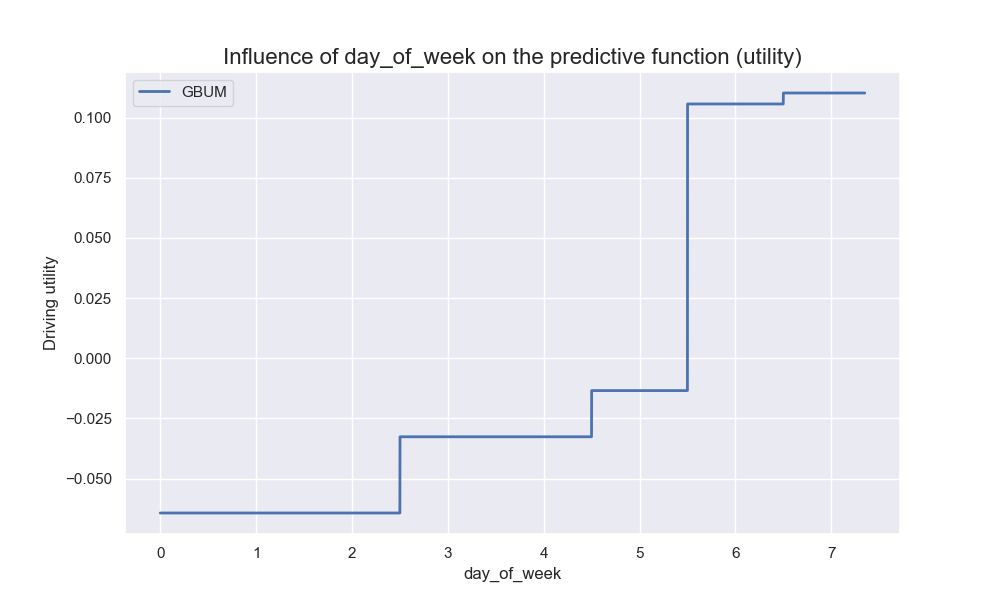 Influence of day_of_week on the predictive function (utility)
GBUM
0.100
0.075
0.050
0.025
0.000
−0.025
−0.050
Driving utility
0 1 2 3 4 5 6 7
day_of_week